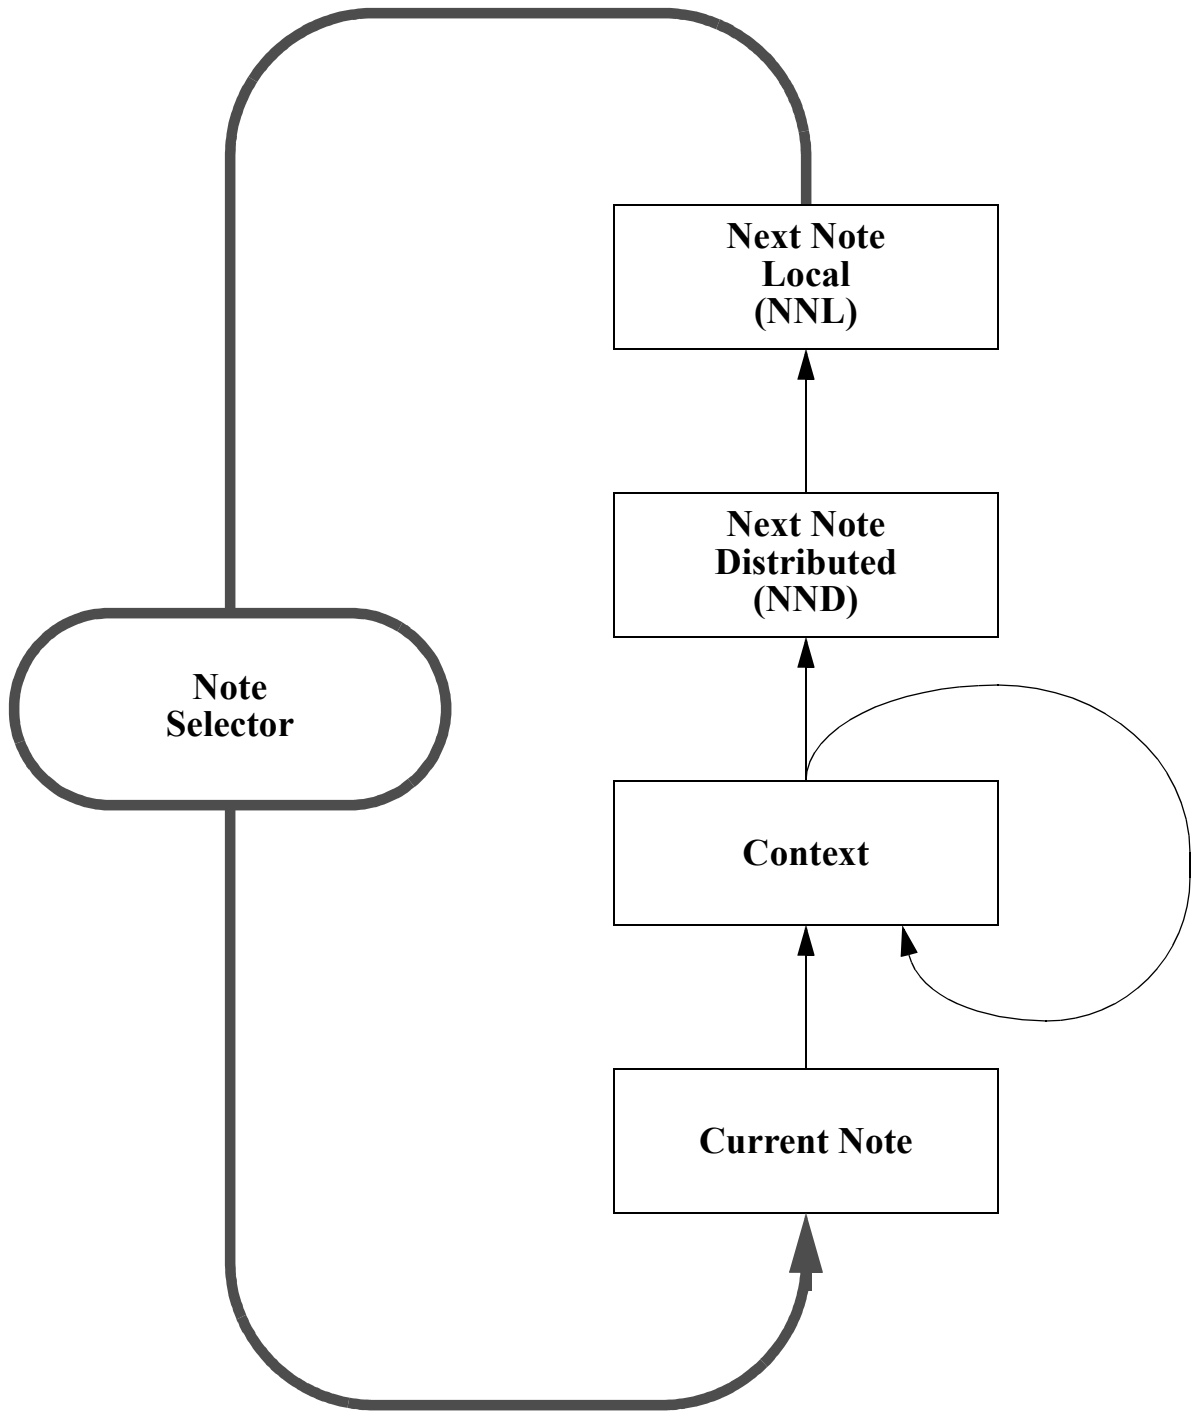 Next Note
Local
(NNL)
Next Note
Distributed
(NND)
Note
Selector
Context
Current Note